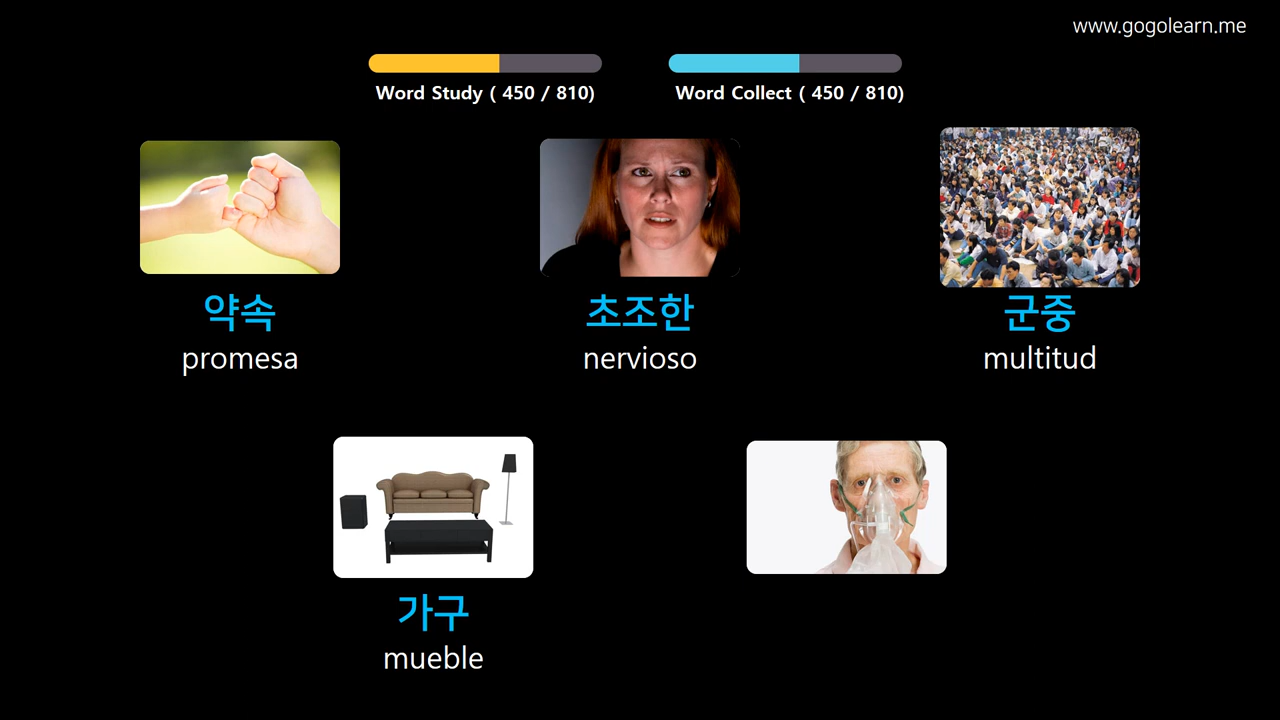 www.gogolearn.me
Word Study ( 450 / 810)
Word Collect ( 450 / 810)
약속
promesa
초조한
nervioso
군중
multitud
가구
mueble